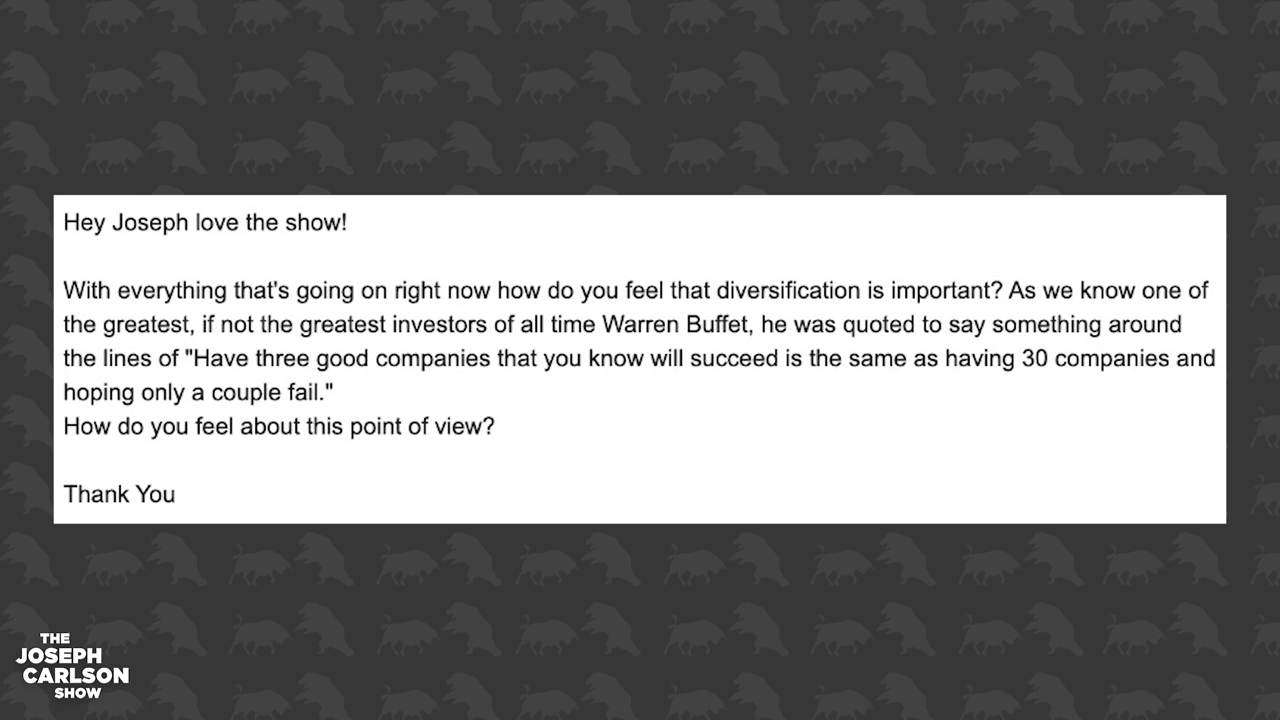 Hey Joseph love the show!
With everything that's going on right now how do you feel that diversification is important? As we know one of
the greatest, if not the greatest investors of all time Warren Buffet, he was quoted to say something around
the lines of "Have three good companies that you know will succeed is the same as having 30 companies and
hoping only a couple fail."
How do you feel about this point of view?
Thank You
THE
JOSEPH
CARLSON
SHOW